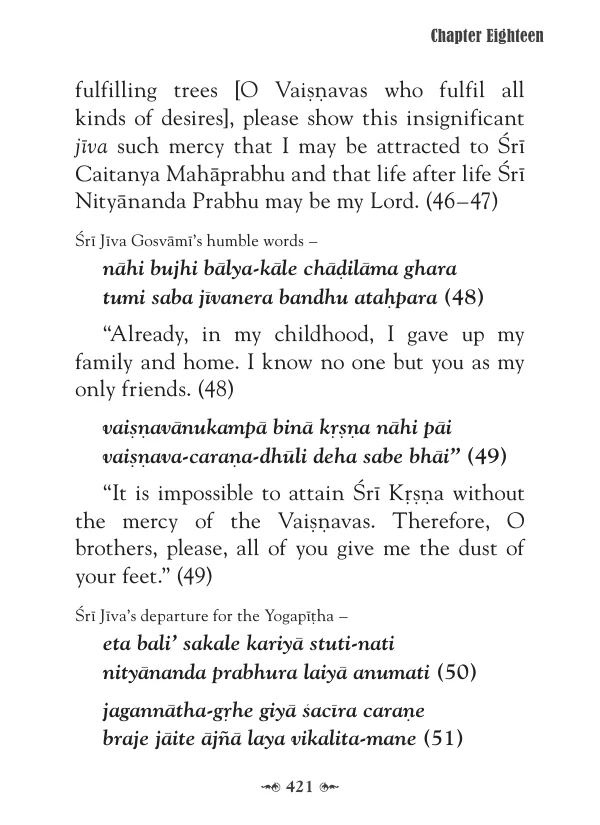 Chapter Eighteen
fulfilling trees [O Vaiṣṇavas who fulfil all
kinds of desires], please show this insignificant
jīva such mercy that I may be attracted to Śrī
Caitanya Mahāprabhu and that life after life Śrī
Nityānanda Prabhu may be my Lord. (46–47)
Śrī Jīva Gosvāmī’s humble words –
nāhi bujhi bālya-kāle chāḍilāma ghara
tumi saba jīvanera bandhu ataḥpara (48)
“Already, in my childhood, I gave up my
family and home. I know no one but you as my
only friends. (48)
vaiṣṇavānukampā binā kṛṣṇa nāhi pāi
vaiṣṇava-caraṇa-dhūli deha sabe bhāi” (49)
“It is impossible to attain Śrī Kṛṣṇa without
the mercy of the Vaiṣṇavas. Therefore, O
brothers, please, all of you give me the dust of
your feet.” (49)
Śrī Jīva’s departure for the Yogapīṭha –
eta bali’ sakale kariyā stuti-nati
nityānanda prabhura laiyā anumati (50)
jagannātha-gṛhe giyā śacīra caraṇe
braje jāite ājñā laya vikalita-mane (51)
421